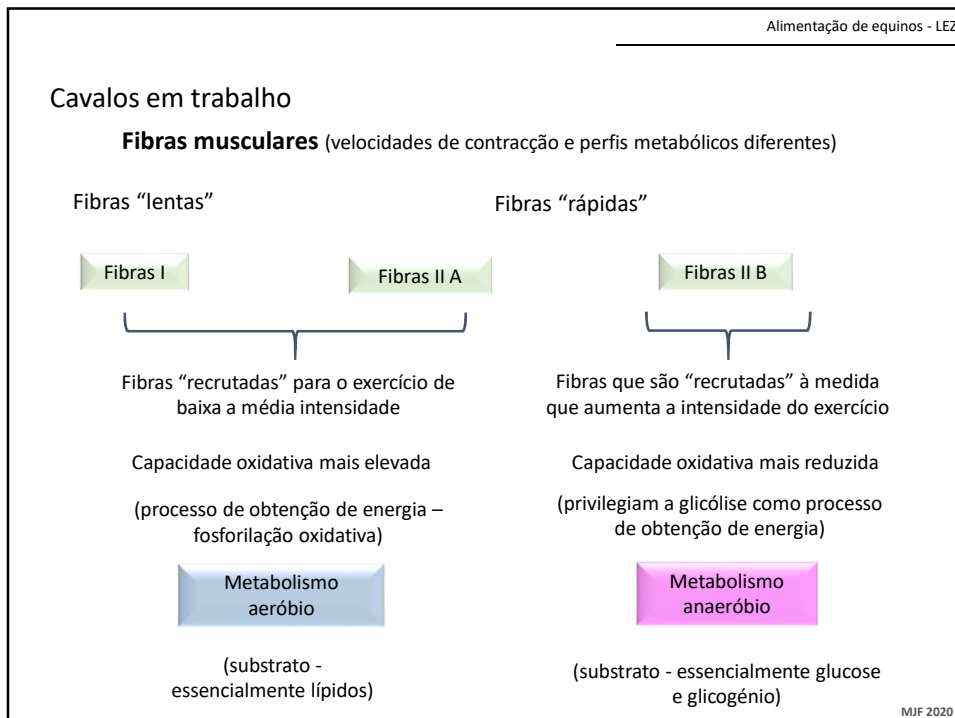 Alimentação de equinos - LEZ
Cavalos em trabalho
Fibras musculares (velocidades de contracção e perfis metabólicos diferentes)
Fibras “lentas”
Fibras “rápidas”
Fibras I
Fibras II A
Fibras II B
Fibras “recrutadas” para o exercício de
baixa a média intensidade
Capacidade oxidativa mais elevada
(processo de obtenção de energia –
fosforilação oxidativa)
Metabolismo
aeróbio
(substrato -
essencialmente lípidos)
Fibras que são “recrutadas” à medida
que aumenta a intensidade do exercício
Capacidade oxidativa mais reduzida
(privilegiam a glicólise como processo
de obtenção de energia)
Metabolismo
anaeróbio
(substrato - essencialmente glucose
e glicogénio)
MJF 2020